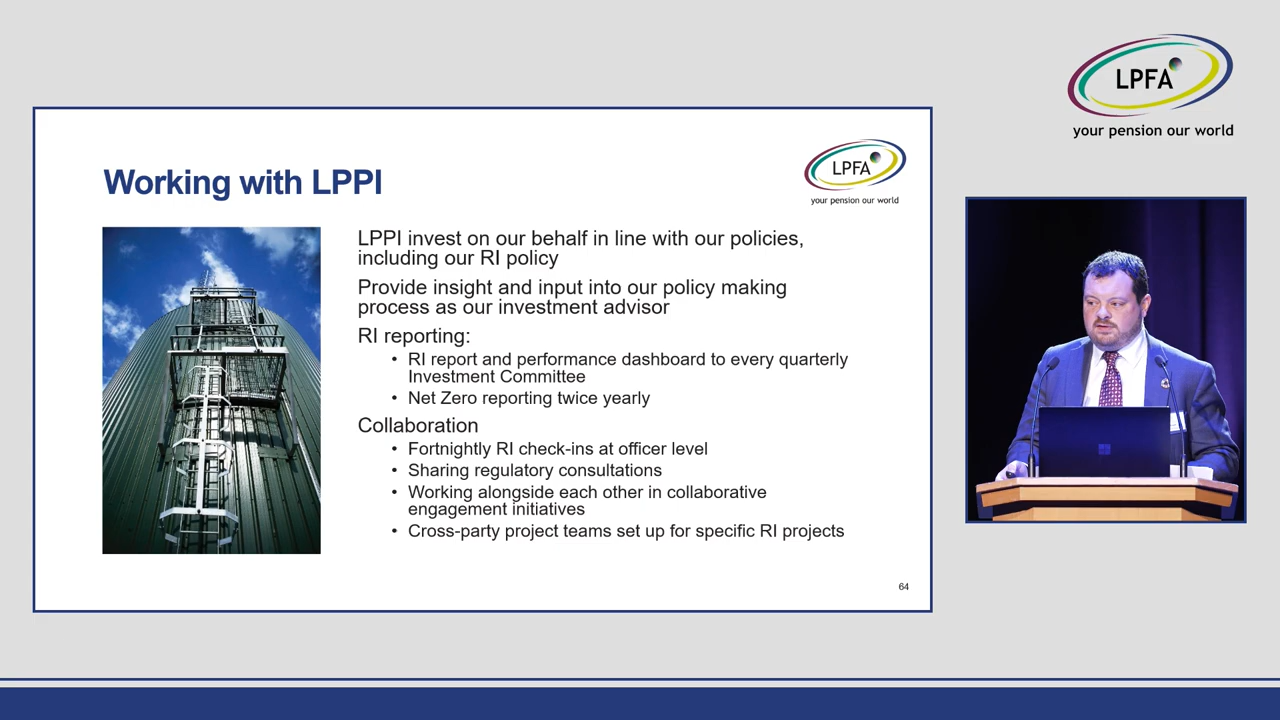 LPFA
your pension our world
Working with LPPI
LPFA
your pension our world
LPPI invest on our behalf in line with our policies,
including our RI policy
Provide insight and input into our policy making
process as our investment advisor
RI reporting:
• RI report and performance dashboard to every quarterly
Investment Committee
• Net Zero reporting twice yearly
Collaboration
• Fortnightly RI check-ins at officer level
• Sharing regulatory consultations
• Working alongside each other in collaborative
engagement initiatives
• Cross-party project teams set up for specific RI projects
64